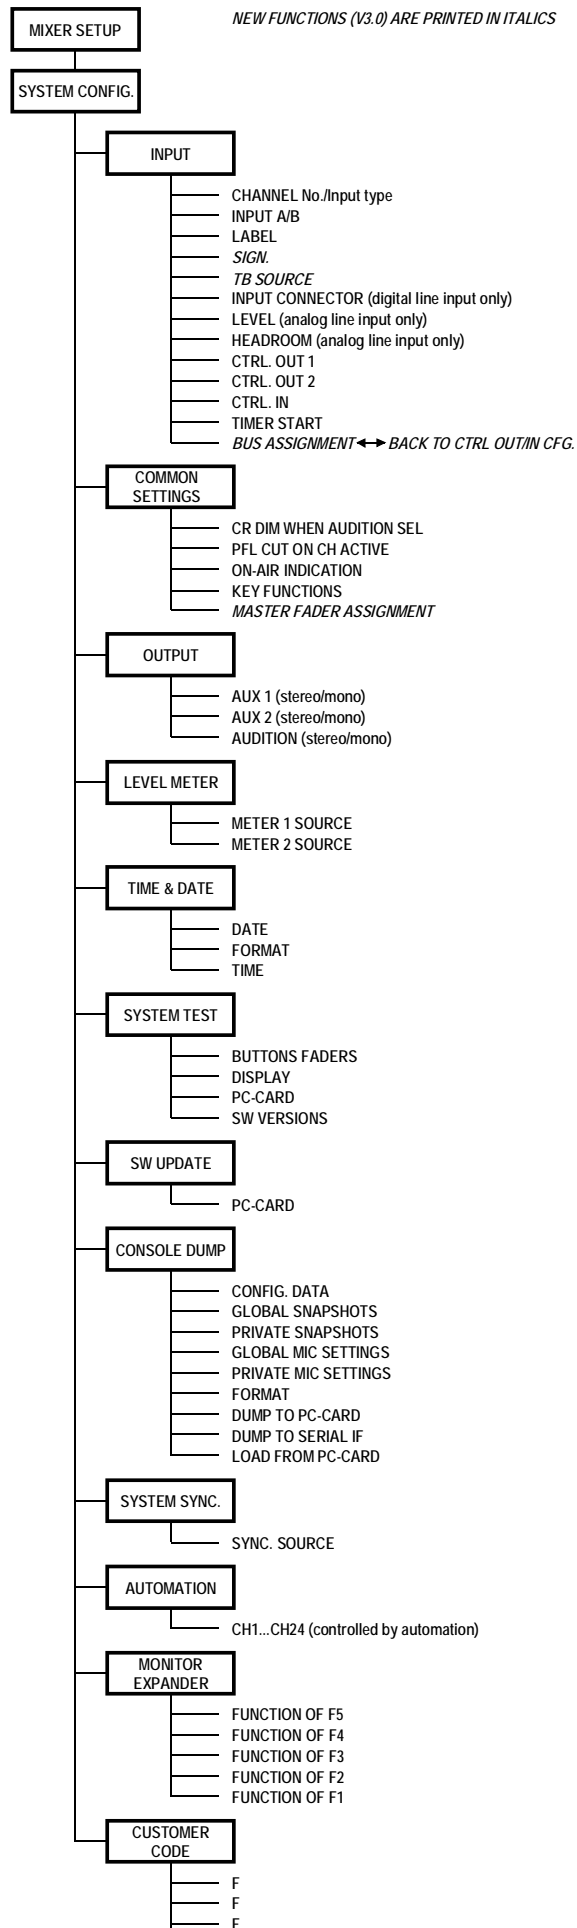 NEW FUNCTIONS (V3.0) ARE PRINTED IN ITALICS
MIXER SETUP
SYSTEM CONFIG.
INPUT
CHANNEL No./Input type
INPUT A/B
LABEL
SIGN.
TB SOURCE
INPUT CONNECTOR (digital line input only)
LEVEL (analog line input only)
HEADROOM (analog line input only)
CTRL. OUT 1
CTRL. OUT 2
CTRL. IN
TIMER START
BUS ASSIGNMENT ↔ BACK TO CTRL OUT/IN CFG.
COMMON
SETTINGS
CR DIM WHEN AUDITION SEL
PFL CUT ON CH ACTIVE
ON-AIR INDICATION
KEY FUNCTIONS
MASTER FADER ASSIGNMENT
OUTPUT
AUX 1 (stereo/mono)
AUX 2 (stereo/mono)
AUDITION (stereo/mono)
LEVEL METER
METER 1 SOURCE
METER 2 SOURCE
TIME & DATE
DATE
FORMAT
TIME
SYSTEM TEST
BUTTONS FADERS
DISPLAY
PC-CARD
SW VERSIONS
SW UPDATE
PC-CARD
CONSOLE DUMP
CONFIG. DATA
GLOBAL SNAPSHOTS
PRIVATE SNAPSHOTS
GLOBAL MIC SETTINGS
PRIVATE MIC SETTINGS
FORMAT
DUMP TO PC-CARD
DUMP TO SERIAL IF
LOAD FROM PC-CARD
SYSTEM SYNC.
SYNC. SOURCE
AUTOMATION
CH1...CH24 (controlled by automation)
MONITOR
EXPANDER
FUNCTION OF F5
FUNCTION OF F4
FUNCTION OF F3
FUNCTION OF F2
FUNCTION OF F1
CUSTOMER
CODE
F
F
F